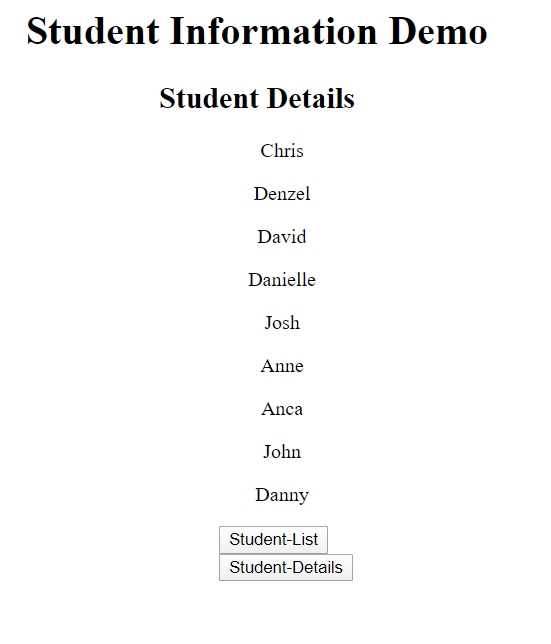 Student Information Demo
Student Details
Chris
Denzel
David
Danielle
Josh
Anne
Anca
John
Danny
Student-List
Student-Details